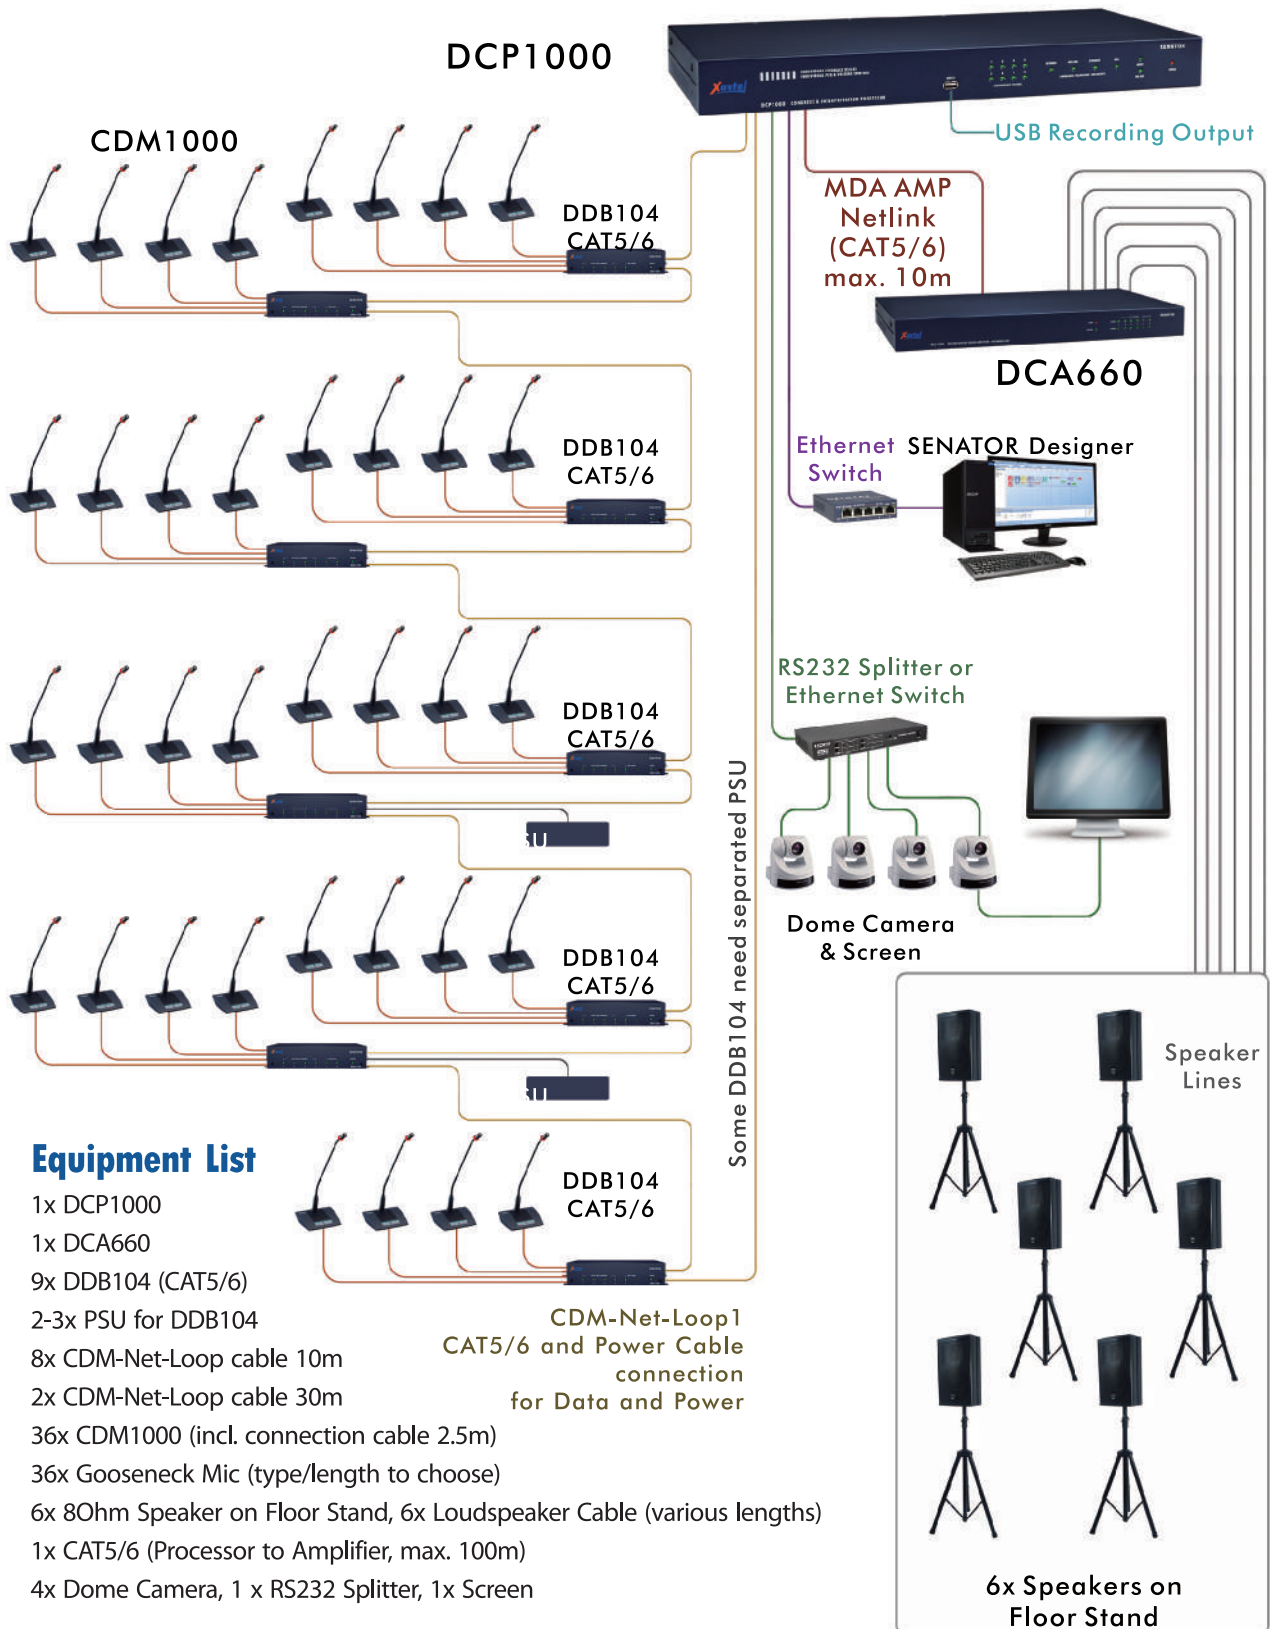 DCP1000
Xavtel
DCP1000
SENATOR
USB Recording Output
CDM1000
DDB104
CAT5/6
MDA AMP
Netlink
(CAT5/6)
max. 10m
Xavtel
DCA660
DDB104
CAT5/6
Ethernet
Switch
SENATOR Designer
DDB104
CAT5/6
RS232 Splitter or
Ethernet Switch
DDB104
CAT5/6
Some DDB104 need separated PSU
Dome Camera
& Screen
Speaker
Lines
DDB104
CAT5/6
CDM-Net-Loop1
CAT5/6 and Power Cable
connection
for Data and Power
Equipment List
1x DCP1000
1x DCA660
9x DDB104 (CAT5/6)
2-3x PSU for DDB104
8x CDM-Net-Loop cable 10m
2x CDM-Net-Loop cable 30m
36x CDM1000 (incl. connection cable 2.5m)
36x Gooseneck Mic (type/length to choose)
6x 8Ohm Speaker on Floor Stand, 6x Loudspeaker Cable (various lengths)
1x CAT5/6 (Processor to Amplifier, max. 100m)
4x Dome Camera, 1 x RS232 Splitter, 1x Screen
6x Speakers on
Floor Stand